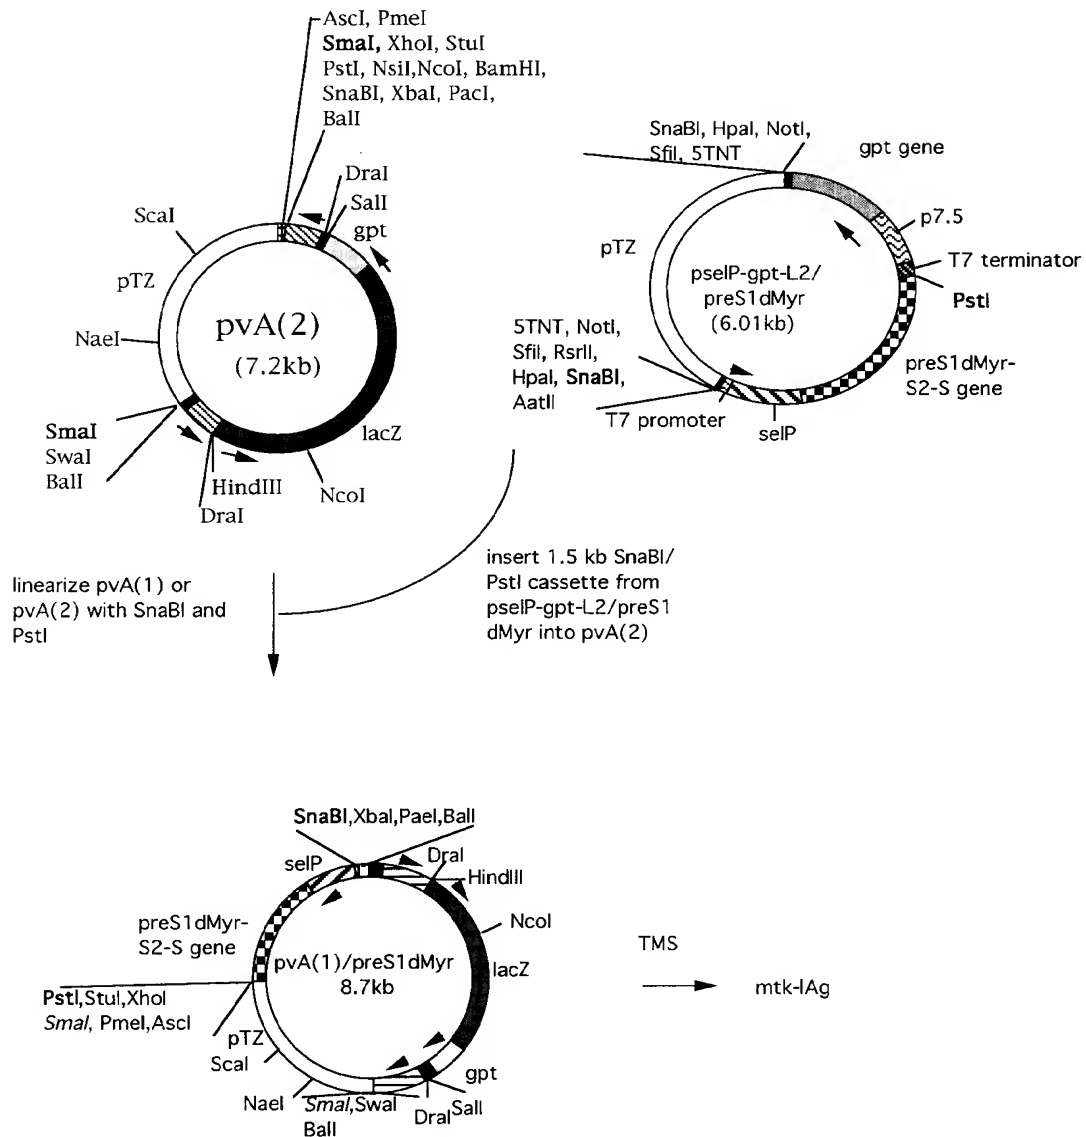 AscI, PmeI
SmaI, XhoI, StuI
PstI, NsiI,NcoI, BamHI,
SnaBI, XbaI, PacI,
BalI
DraI
SalI
gpt
ScaI
pTZ
NaeI
pvA(2)
(7.2kb)
SmaI
SwaI
BalI
HindIII
DraI
NcoI
lacZ
SnaBI, HpaI, NotI,
SfiI, 5TNT
gpt gene
p7.5
T7 terminator
PstI
pTZ
pselP-gpt-L2/
preS1dMyr
(6.01kb)
5TNT, NotI,
SfiI, RsrII,
HpaI, SnaBI,
AatII
T7 promoter
selP
preS1dMyr-
S2-S gene
linearize pvA(1) or
pvA(2) with SnaBI and
PstI
insert 1.5 kb SnaBI/
PstI cassette from
pselP-gpt-L2/preS1
dMyr into pvA(2)
SnaBI,XbaI,PaeI,BalI
selP
DraI
HindIII
NcoI
preS1dMyr-
S2-S gene
pvA(1)/preS1dMyr
8.7kb
lacZ
PstI,StuI,XhoI
SmaI, PmeI,AscI
pTZ
ScaI
NaeI
SmaI,SwaI
BalI
DraI
SalI
gpt
TMS
mtk-lAg